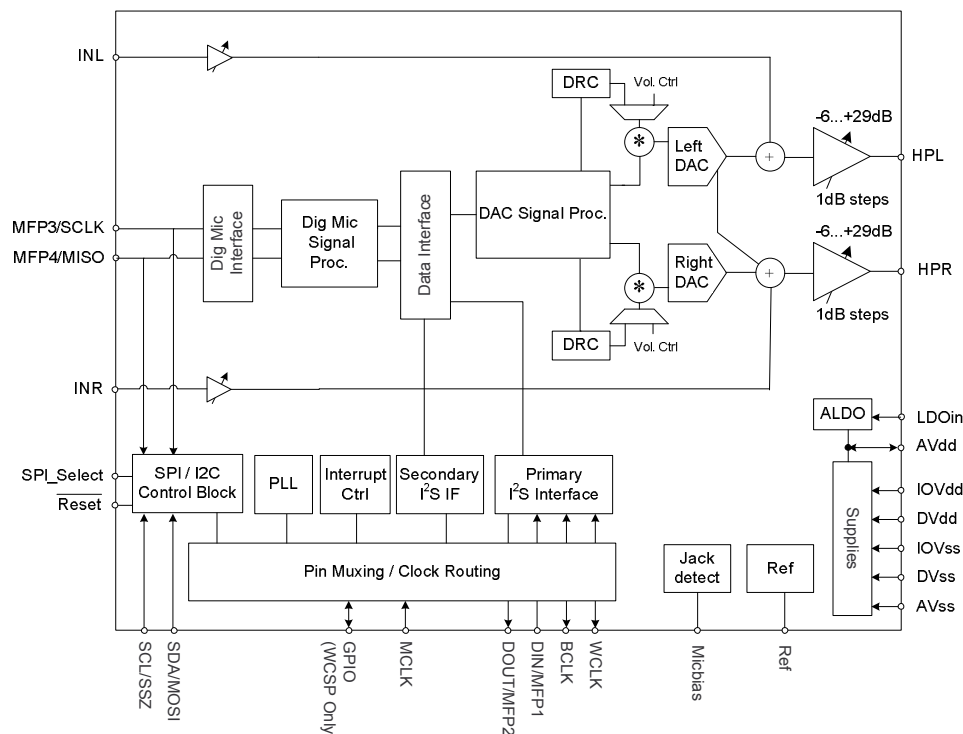 INL
DRC
Vol. Ctrl
-6...+29dB
*
Left
DAC
+
HPL
1dB steps
MFP3/SCLK
MFP4/MISO
Dig Mic
Interface
Dig Mic
Signal
Proc.
Data Interface
DAC Signal Proc.
-6...+29dB
*
Right
DAC
+
HPR
1dB steps
DRC
Vol. Ctrl
INR
ALDO
LDOin
AVdd
SPI_Select
Reset
SPI / I2C
Control Block
PLL
Interrupt
Ctrl
Secondary
I²S IF
Primary
I²S Interface
Supplies
IOVdd
DVdd
IOVss
DVss
AVss
Pin Muxing / Clock Routing
Jack
detect
Ref
SCL/SSZ
SDA/MOSI
GPIO
(WCSP Only)
MCLK
DOUT/MFP2
DIN/MFP1
BCLK
WCLK
Micbias
Ref